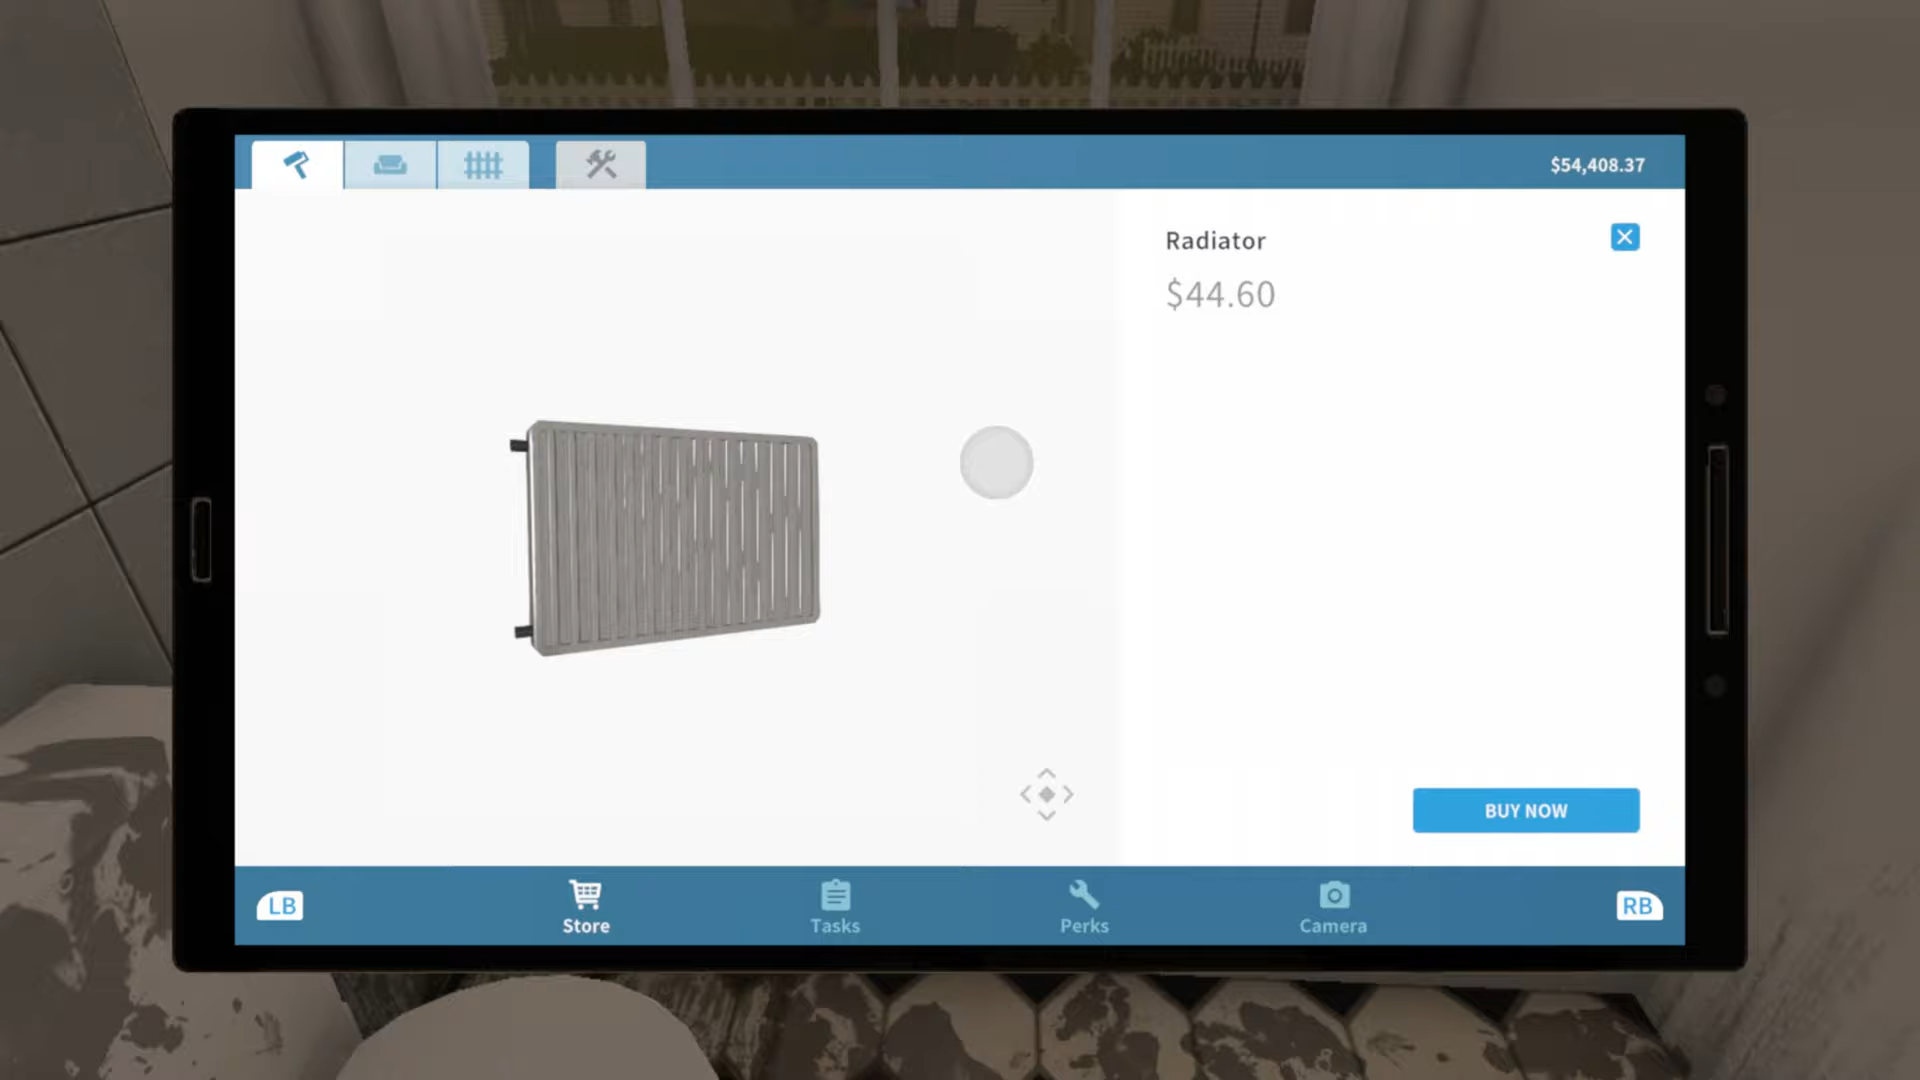 $54,408.37
Radiator
$44.60
BUY NOW
LB
Store
Tasks
Perks
Camera
RB